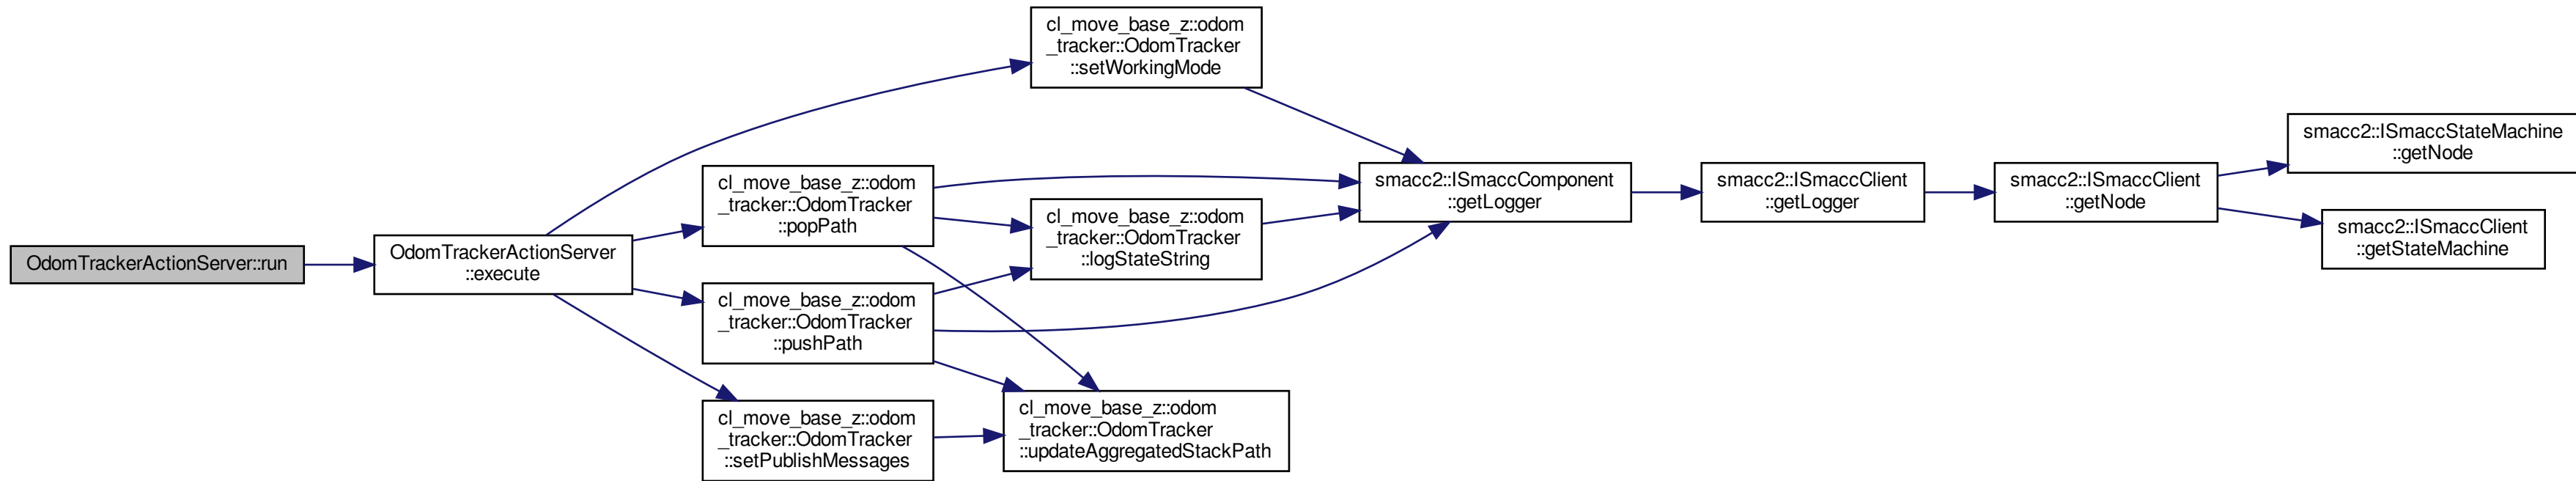 OdomTrackerActionServer::run
OdomTrackerActionServer
::execute
cl_move_base_z::odom
_tracker::OdomTracker
::setWorkingMode
cl_move_base_z::odom
_tracker::OdomTracker
::popPath
cl_move_base_z::odom
_tracker::OdomTracker
::logStateString
cl_move_base_z::odom
_tracker::OdomTracker
::pushPath
cl_move_base_z::odom
_tracker::OdomTracker
::setPublishMessages
cl_move_base_z::odom
_tracker::OdomTracker
::updateAggregatedStackPath
smacc2::ISmaccComponent
::getLogger
smacc2::ISmaccClient
::getLogger
smacc2::ISmaccClient
::getNode
smacc2::ISmaccStateMachine
::getNode
smacc2::ISmaccClient
::getStateMachine